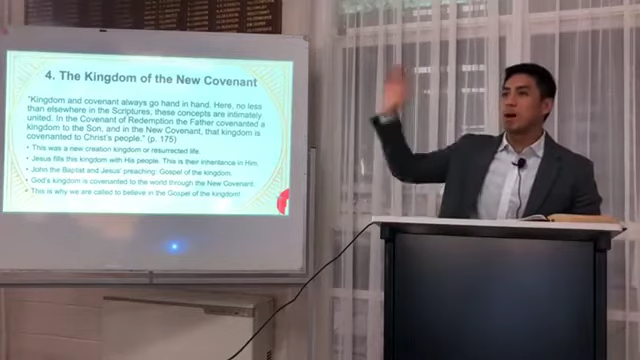 4. The Kingdom of the New Covenant
"Kingdom and covenant always go hand in hand. Here, no less
than elsewhere in the Scriptures, these concepts are intimately
united. In the Covenant of Redemption the Father covenanted a
kingdom to the Son, and in the New Covenant, that kingdom is
covenanted to Christ's people." (p. 175)
• This was a new creation kingdom or resurrected life.
• Jesus fills this kingdom with His people. This is their inheritance in Him.
• John the Baptist and Jesus' preaching: Gospel of the kingdom.
• God's kingdom is covenanted to the world through the New Covenant.
• This is why we are called to believe in the Gospel of the kingdom!